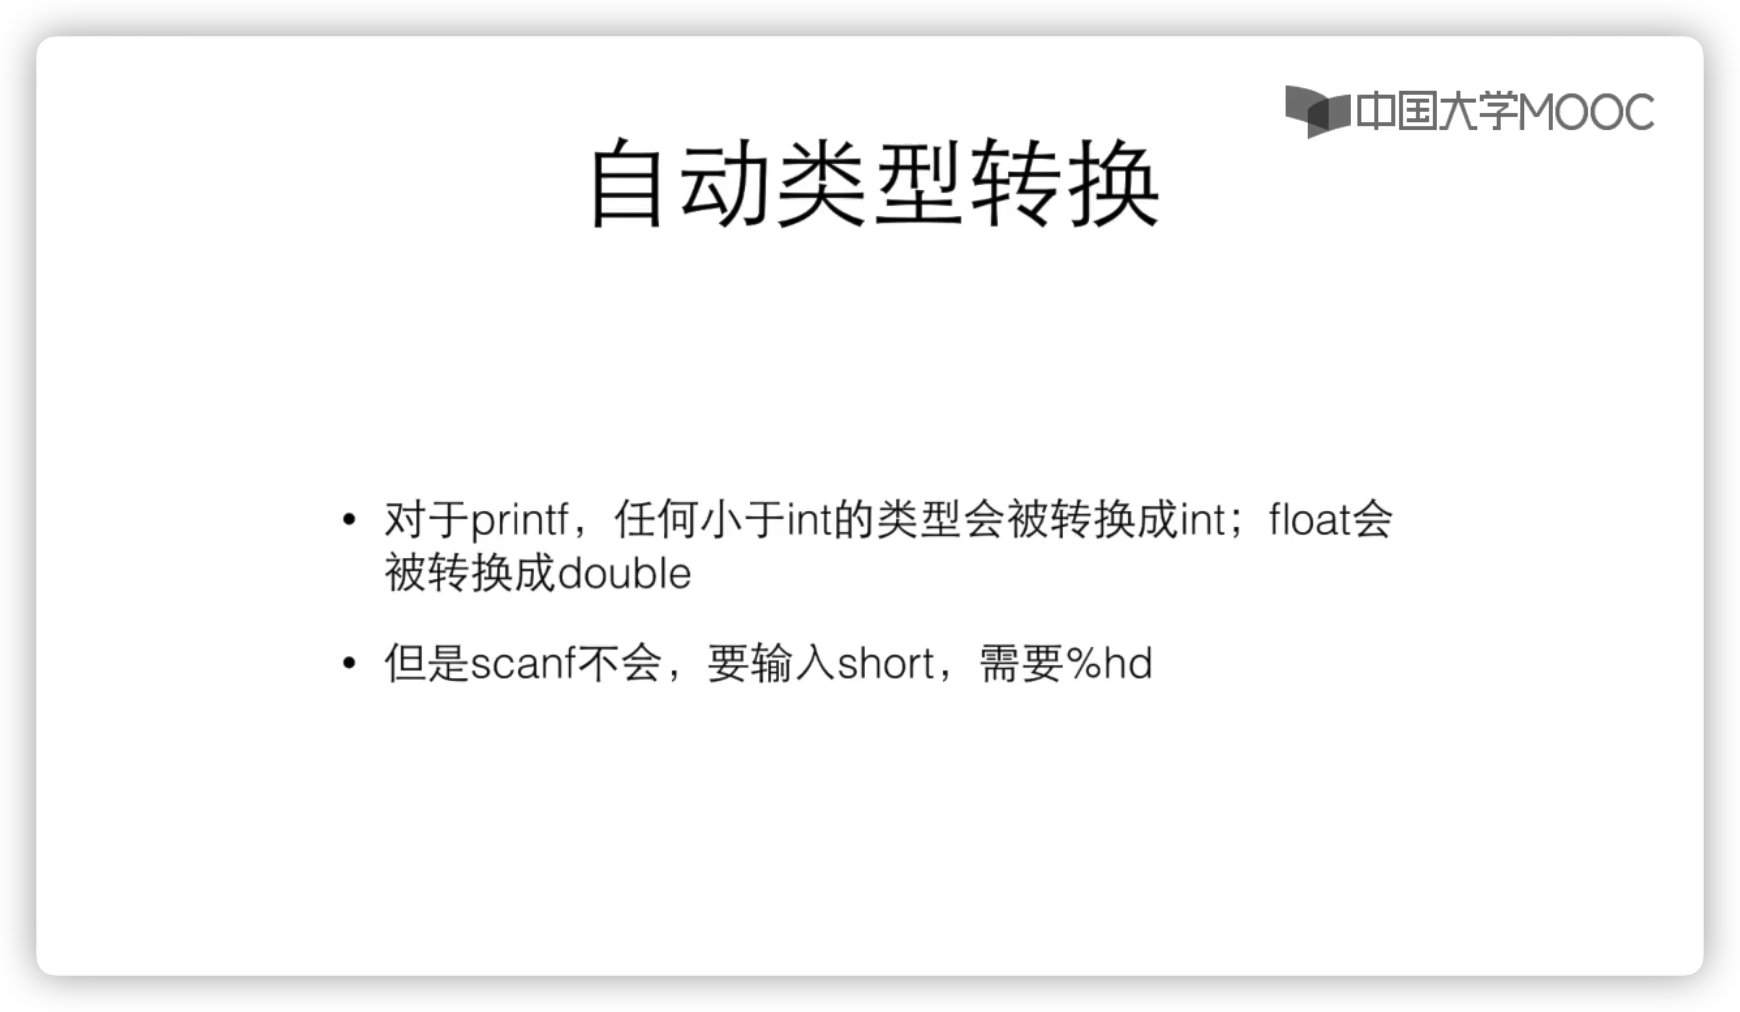 中国大学MOOC
自动类型转换
• 对于printf，任何小于int的类型会被转换成int；float会
被转换成double
• 但是scanf不会，要输入short，需要%hd